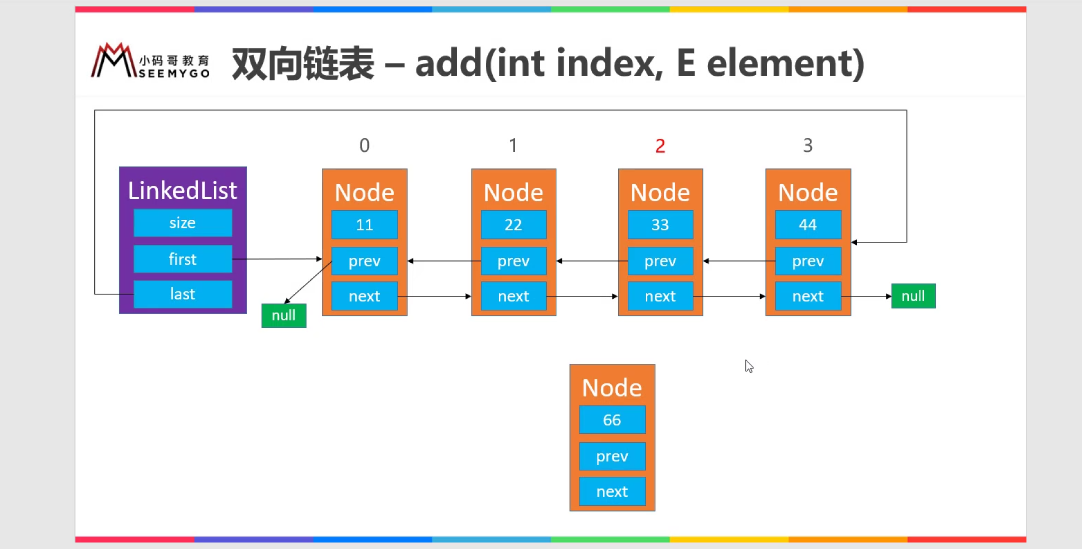 小码哥教育
SEEMYGO
双向链表 – add(int index, E element)
0
1
2
3
LinkedList
size
first
last
null
Node
11
prev
next
Node
22
prev
next
Node
33
prev
next
Node
44
prev
next
null
Node
66
prev
next